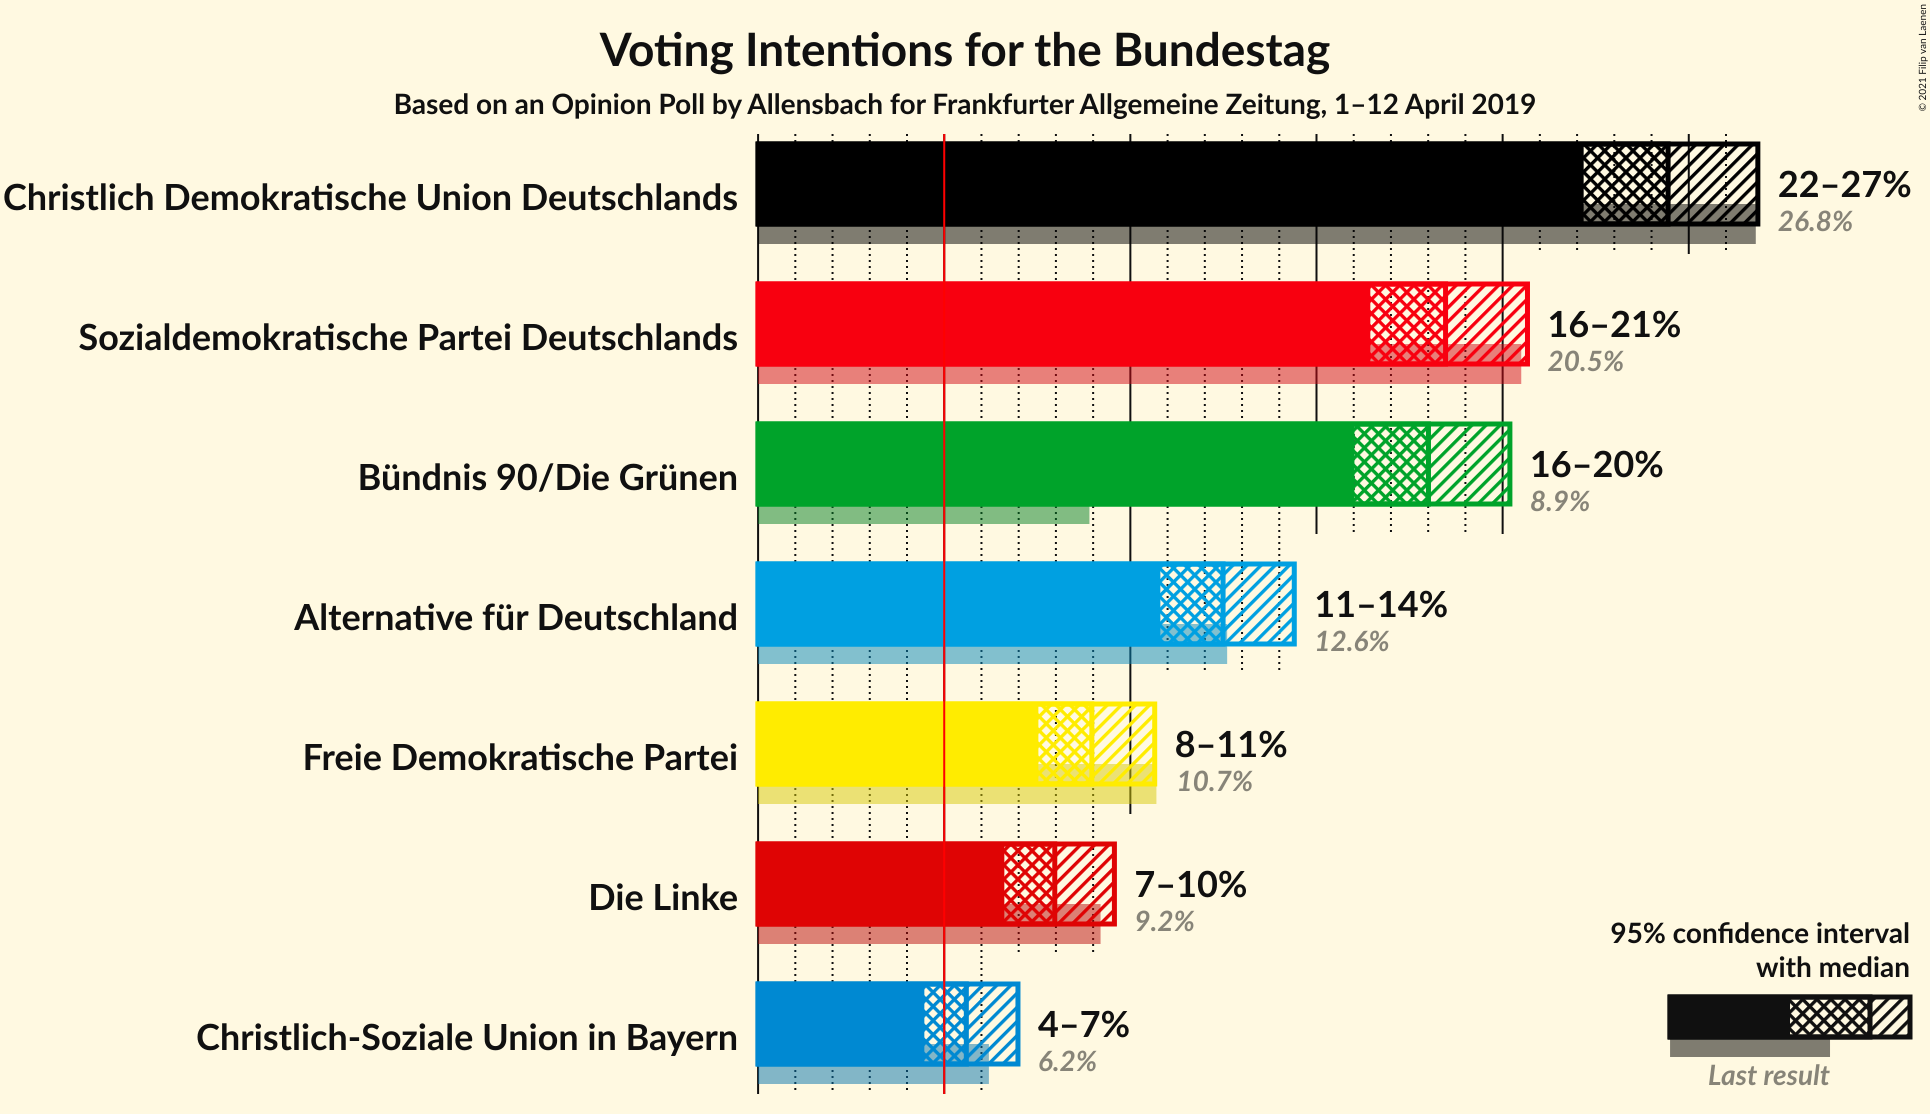 Voting Intentions for the Bundestag
Based on an Opinion Poll by Allensbach for Frankfurter Allgemeine Zeitung, 1–12 April 2019
© 2021 Filip van Laenen
Christlich Demokratische Union Deutschlands
22–27%
26.8%
Sozialdemokratische Partei Deutschlands
16–21%
20.5%
Bündnis 90/Die Grünen
16–20%
8.9%
Alternative für Deutschland
11–14%
12.6%
Freie Demokratische Partei
8–11%
10.7%
Die Linke
7–10%
9.2%
Christlich-Soziale Union in Bayern
4–7%
6.2%
95% confidence interval
with median
Last result